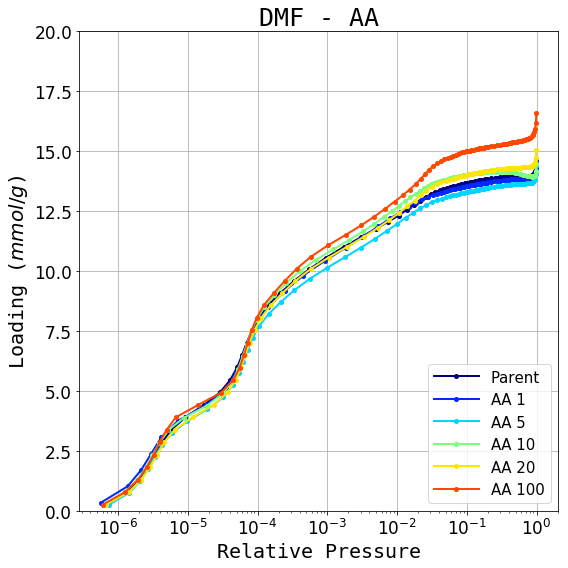 DMF - AA
20.0
17.5
15.0
12.5
10.0
7.5
5.0
2.5
0.0
Loading (mmol/g)
Parent
AA 1
AA 5
AA 10
AA 20
AA 100
10⁻⁶ 10⁻⁵ 10⁻⁴ 10⁻³ 10⁻² 10⁻¹ 10⁰
Relative Pressure